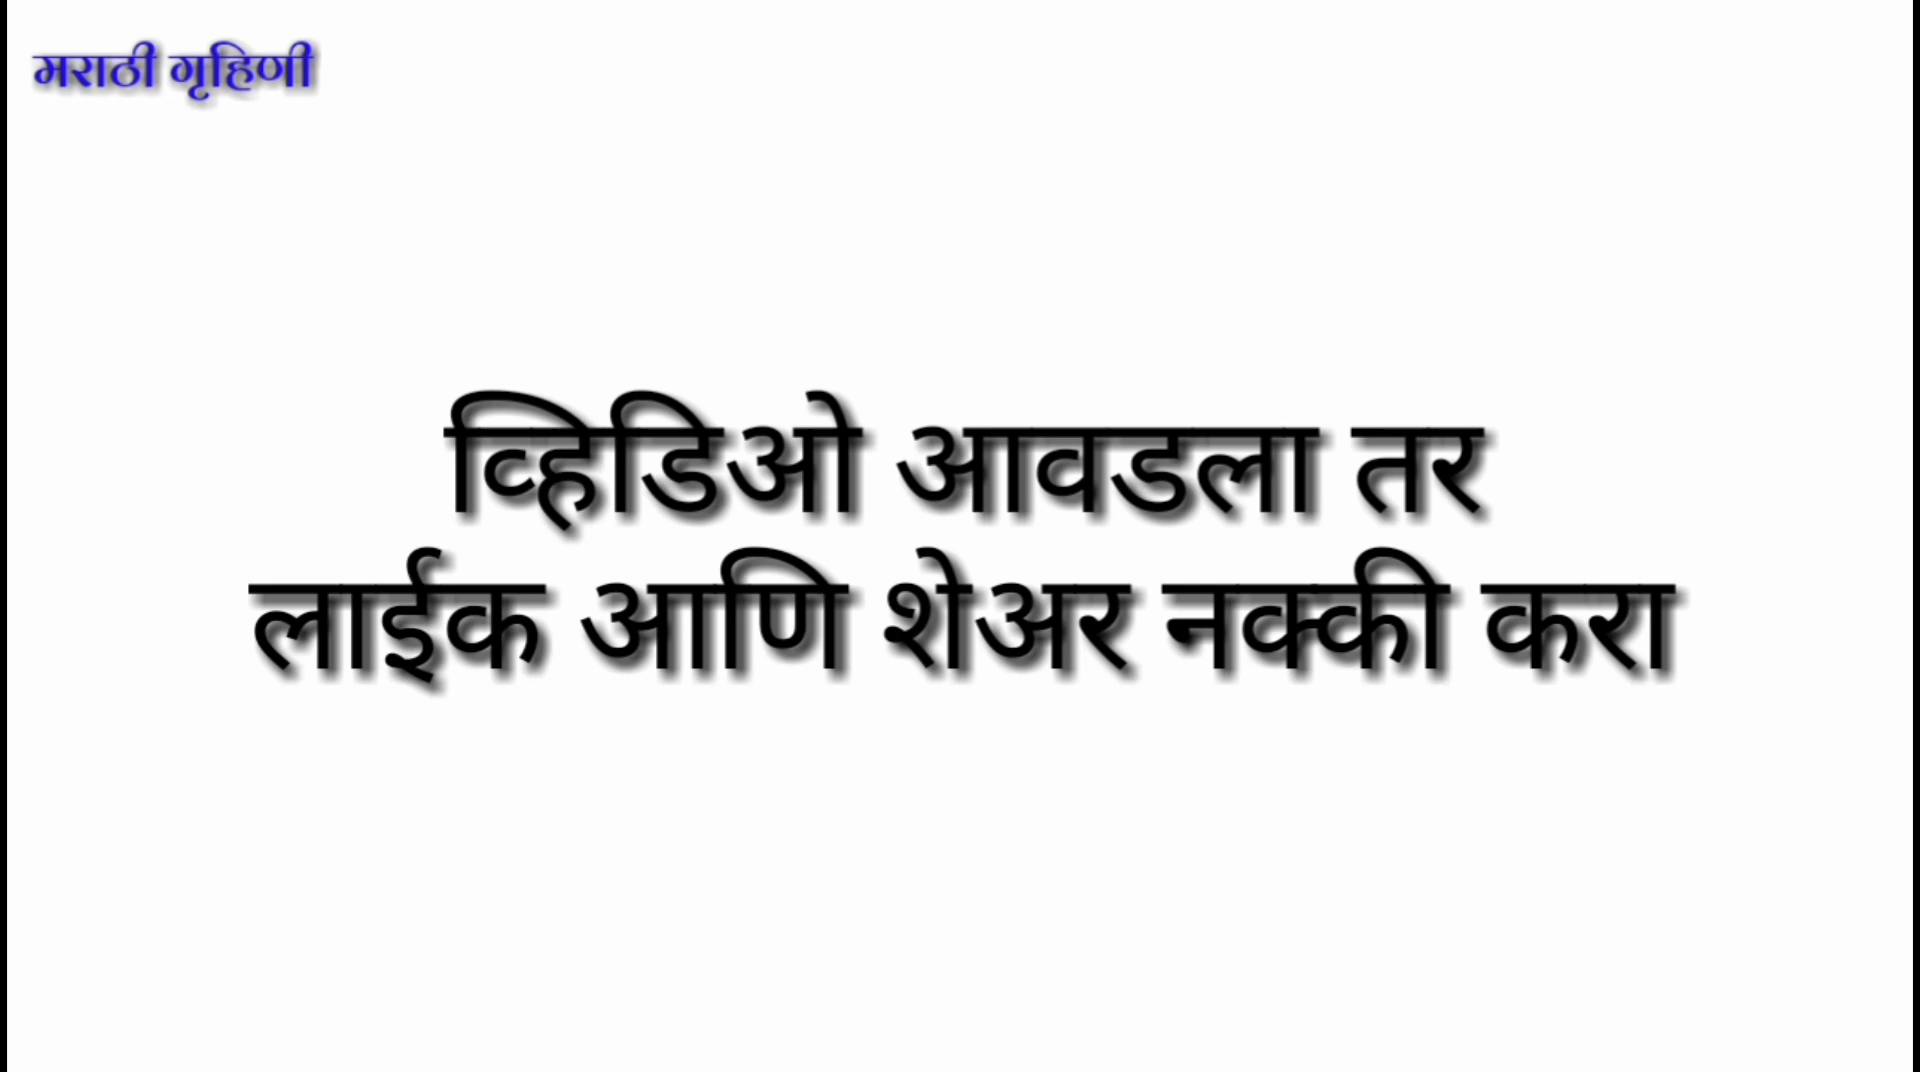 मराठी गृहिणी
व्हिडिओ आवडला तर
लाईक आणि शेअर नक्की करा